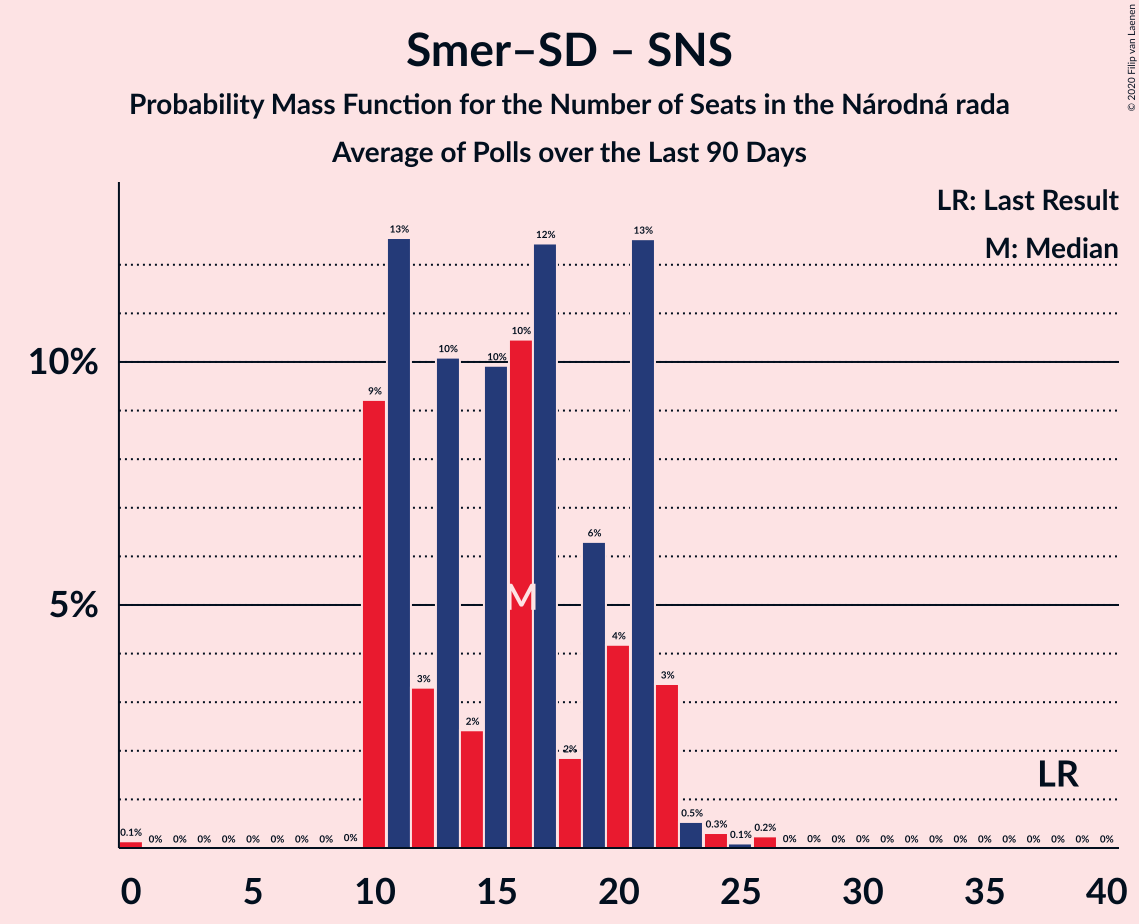 Smer–SD – SNS
Probability Mass Function for the Number of Seats in the Národná rada
Average of Polls over the Last 90 Days
© 2020 Filip van Laenen
LR: Last Result
M: Median
10%
5%
0.1% 0% 0% 0% 0% 0% 0% 0% 0% 0% 9% 13% 3% 10% 2% 10% 10% 12% 2% 6% 4% 13% 3% 0.5% 0.3% 0.1% 0.2% 0% 0% 0% 0% 0% 0% 0% 0% 0% 0% 0% 0% 0% 0%
M
LR
0 5 10 15 20 25 30 35 40